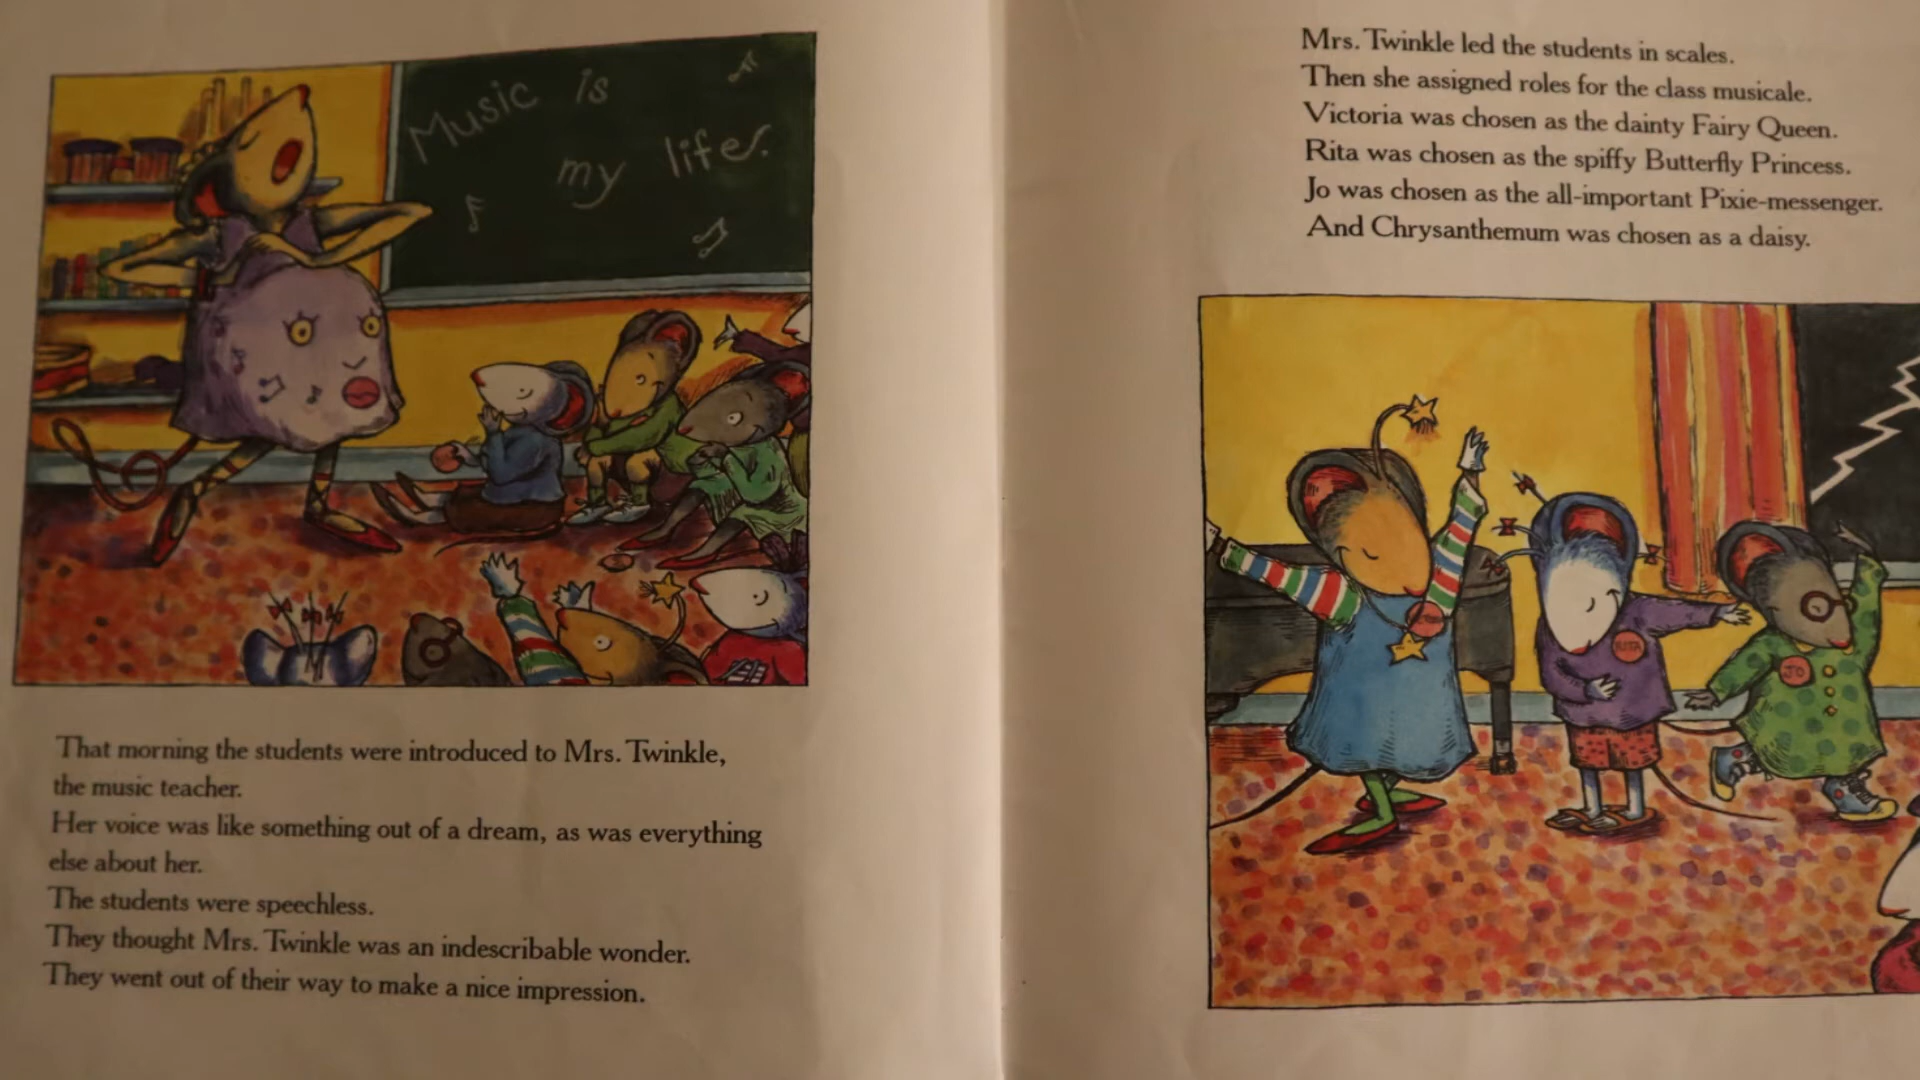 Music is
my life.
That morning the students were introduced to Mrs. Twinkle,
the music teacher.
Her voice was like something out of a dream, as was everything
else about her.
The students were speechless.
They thought Mrs. Twinkle was an indescribable wonder.
They went out of their way to make a nice impression.
Mrs. Twinkle led the students in scales.
Then she assigned roles for the class musicale.
Victoria was chosen as the dainty Fairy Queen.
Rita was chosen as the spiffy Butterfly Princess.
Jo was chosen as the all-important Pixie-messenger.
And Chrysanthemum was chosen as a daisy.
RITA
JO